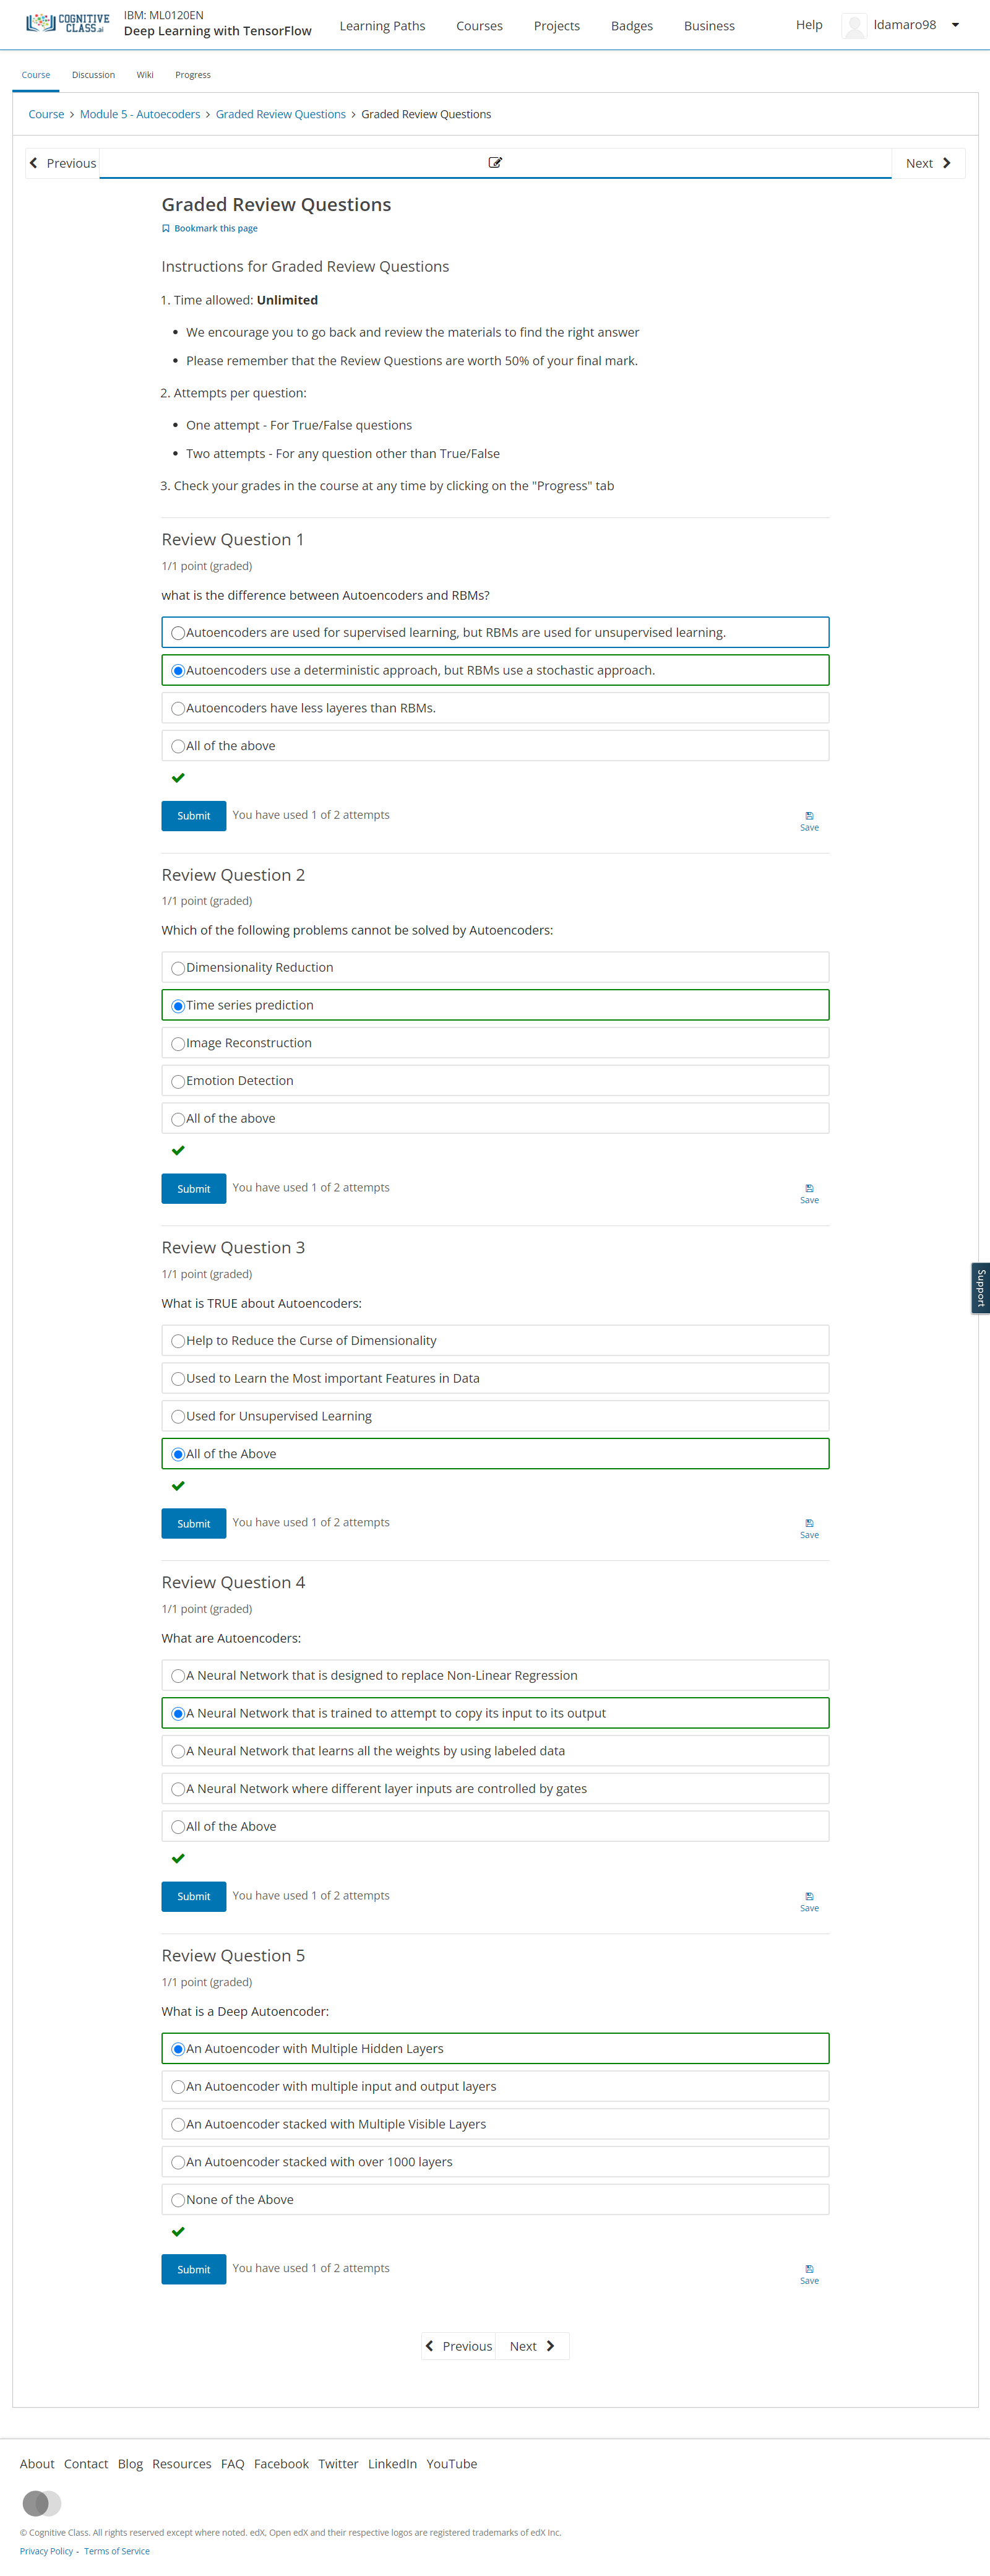 COGNITIVE
CLASS.ai
IBM: ML0120EN
Deep Learning with TensorFlow
Learning Paths Courses Projects Badges Business Help ldamaro98
Course Discussion Wiki Progress
Course > Module 5 - Autoecoders > Graded Review Questions > Graded Review Questions
Previous Next
Graded Review Questions
Bookmark this page
Instructions for Graded Review Questions
1. Time allowed: Unlimited
• We encourage you to go back and review the materials to find the right answer
• Please remember that the Review Questions are worth 50% of your final mark.
2. Attempts per question:
• One attempt - For True/False questions
• Two attempts - For any question other than True/False
3. Check your grades in the course at any time by clicking on the "Progress" tab
Review Question 1
1/1 point (graded)
what is the difference between Autoencoders and RBMs?
Autoencoders are used for supervised learning, but RBMs are used for unsupervised learning.
Autoencoders use a deterministic approach, but RBMs use a stochastic approach.
Autoencoders have less layeres than RBMs.
All of the above
Submit You have used 1 of 2 attempts
Save
Review Question 2
1/1 point (graded)
Which of the following problems cannot be solved by Autoencoders:
Dimensionality Reduction
Time series prediction
Image Reconstruction
Emotion Detection
All of the above
Submit You have used 1 of 2 attempts
Save
Review Question 3
1/1 point (graded)
Support
What is TRUE about Autoencoders:
Help to Reduce the Curse of Dimensionality
Used to Learn the Most important Features in Data
Used for Unsupervised Learning
All of the Above
Submit You have used 1 of 2 attempts
Save
Review Question 4
1/1 point (graded)
What are Autoencoders:
A Neural Network that is designed to replace Non-Linear Regression
A Neural Network that is trained to attempt to copy its input to its output
A Neural Network that learns all the weights by using labeled data
A Neural Network where different layer inputs are controlled by gates
All of the Above
Submit You have used 1 of 2 attempts
Save
Review Question 5
1/1 point (graded)
What is a Deep Autoencoder:
An Autoencoder with Multiple Hidden Layers
An Autoencoder with multiple input and output layers
An Autoencoder stacked with Multiple Visible Layers
An Autoencoder stacked with over 1000 layers
None of the Above
Submit You have used 1 of 2 attempts
Save
Previous Next
About Contact Blog Resources FAQ Facebook Twitter LinkedIn YouTube
© Cognitive Class. All rights reserved except where noted. edX, Open edX and their respective logos are registered trademarks of edX Inc.
Privacy Policy - Terms of Service